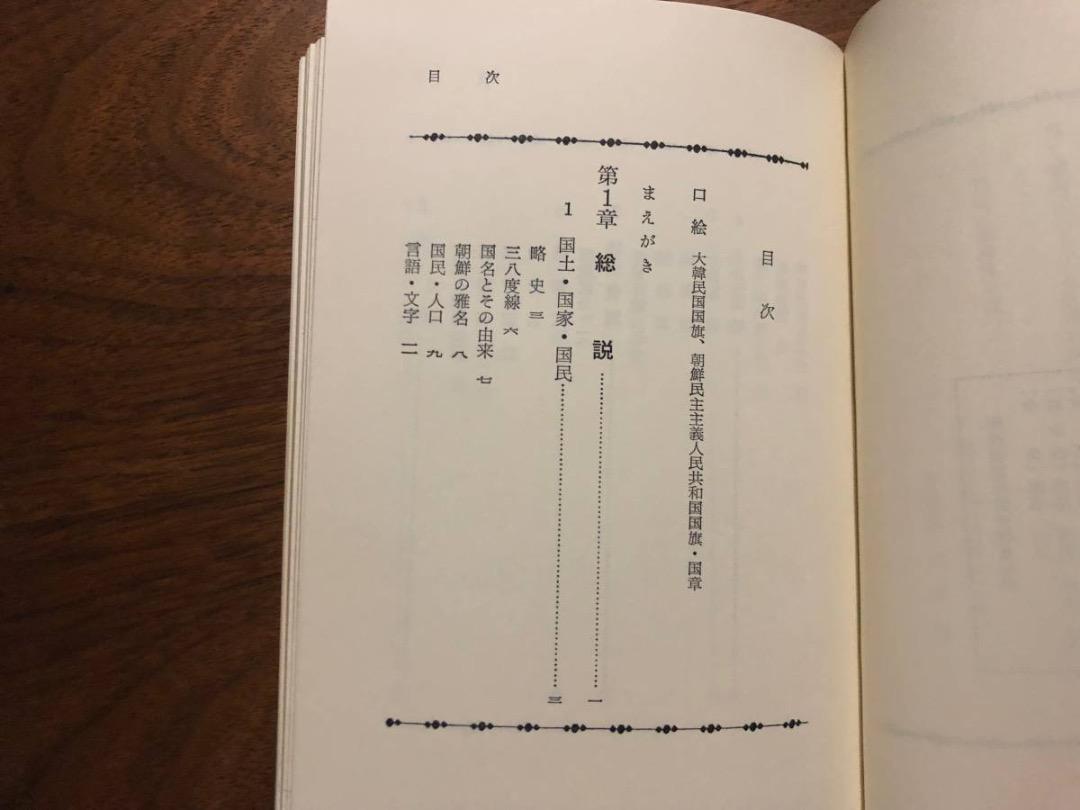 目次
目次
口絵 大韓民国国旗、朝鮮民主主義人民共和国国旗・国章
まえがき
第1章 総説……一
1 国土・国家・国民……三
略史 三
三八度線 六
国名とその由来 七
朝鮮の雅名 八
国民・人口 九
言語・文字 一一